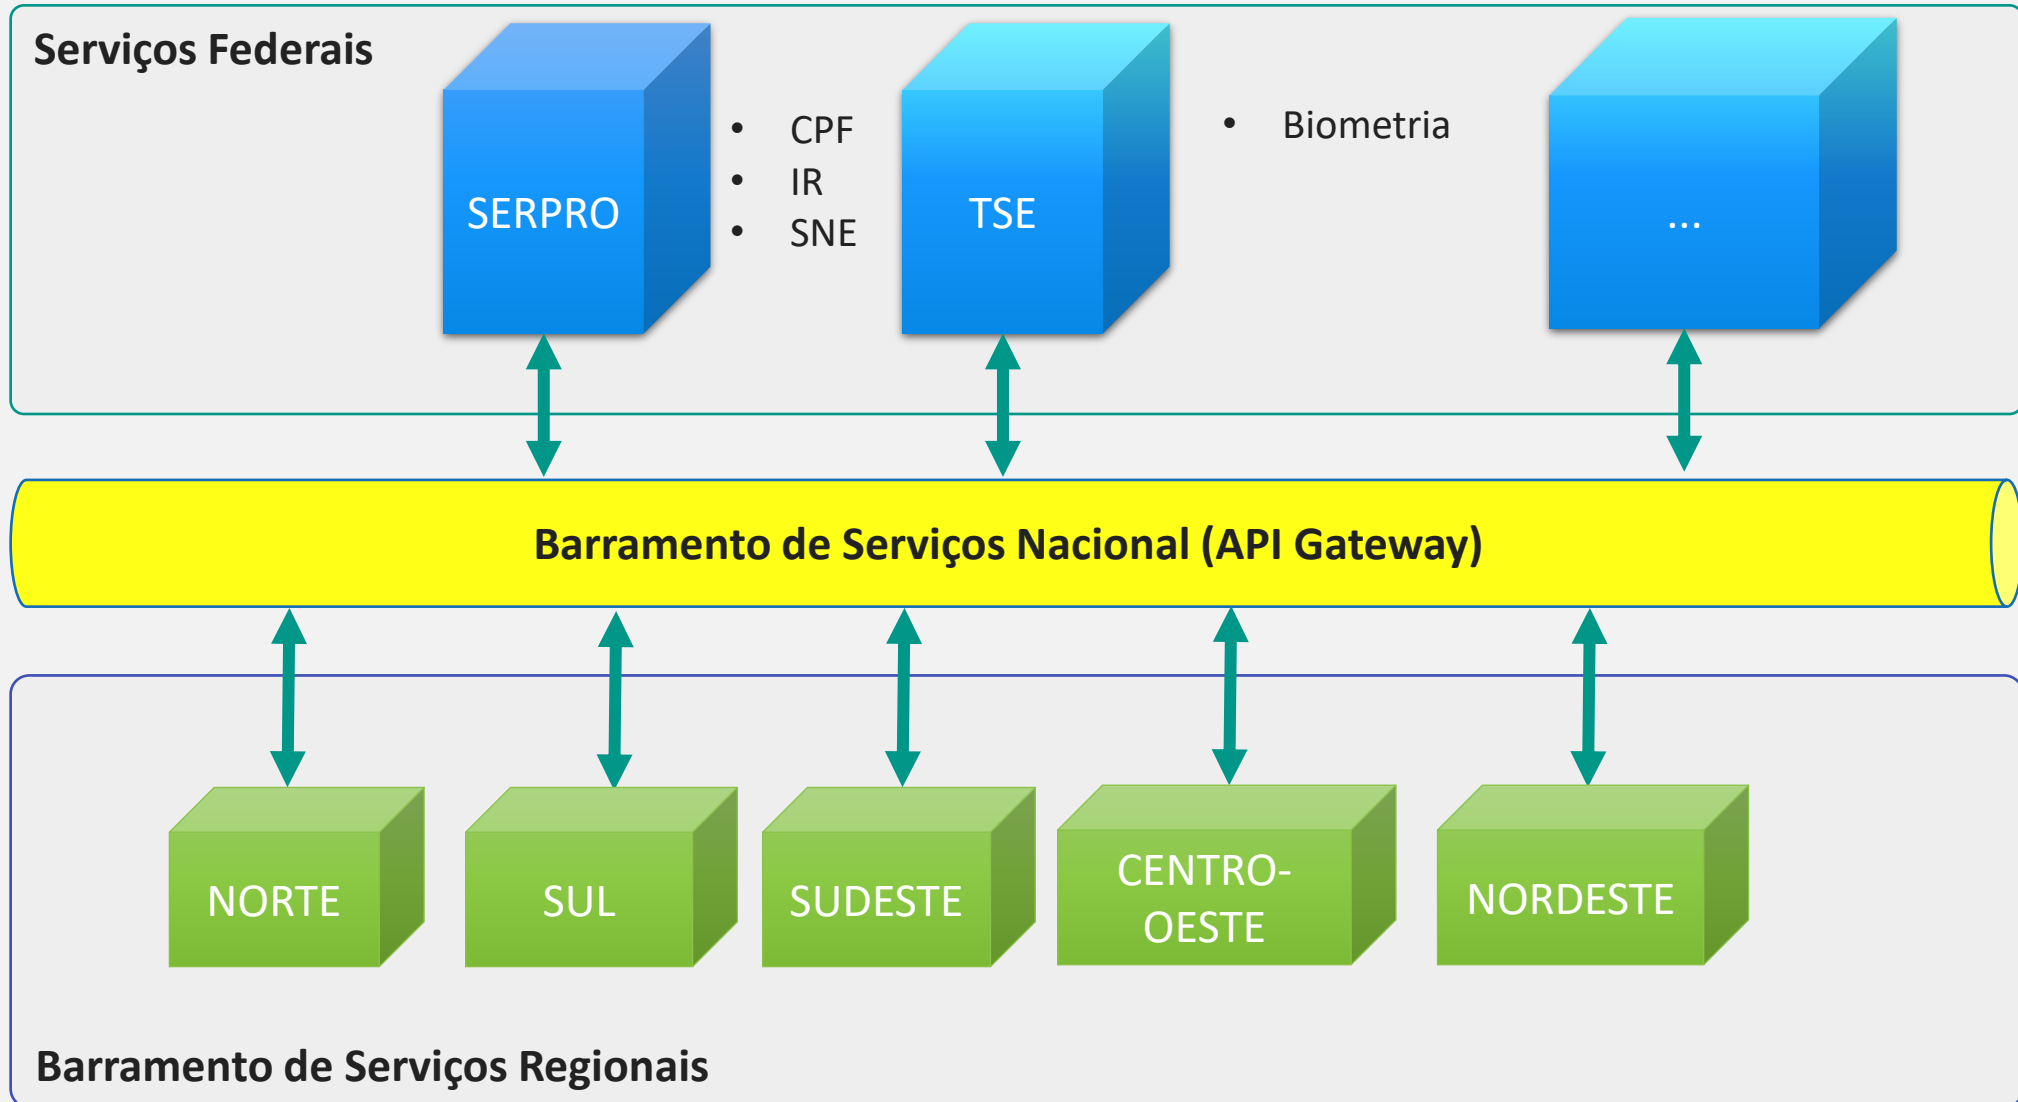 Serviços Federais
SERPRO
• CPF
• IR
• SNE
TSE
• Biometria
...
Barramento de Serviços Nacional (API Gateway)
NORTE
SUL
SUDESTE
CENTRO-
OESTE
NORDESTE
Barramento de Serviços Regionais